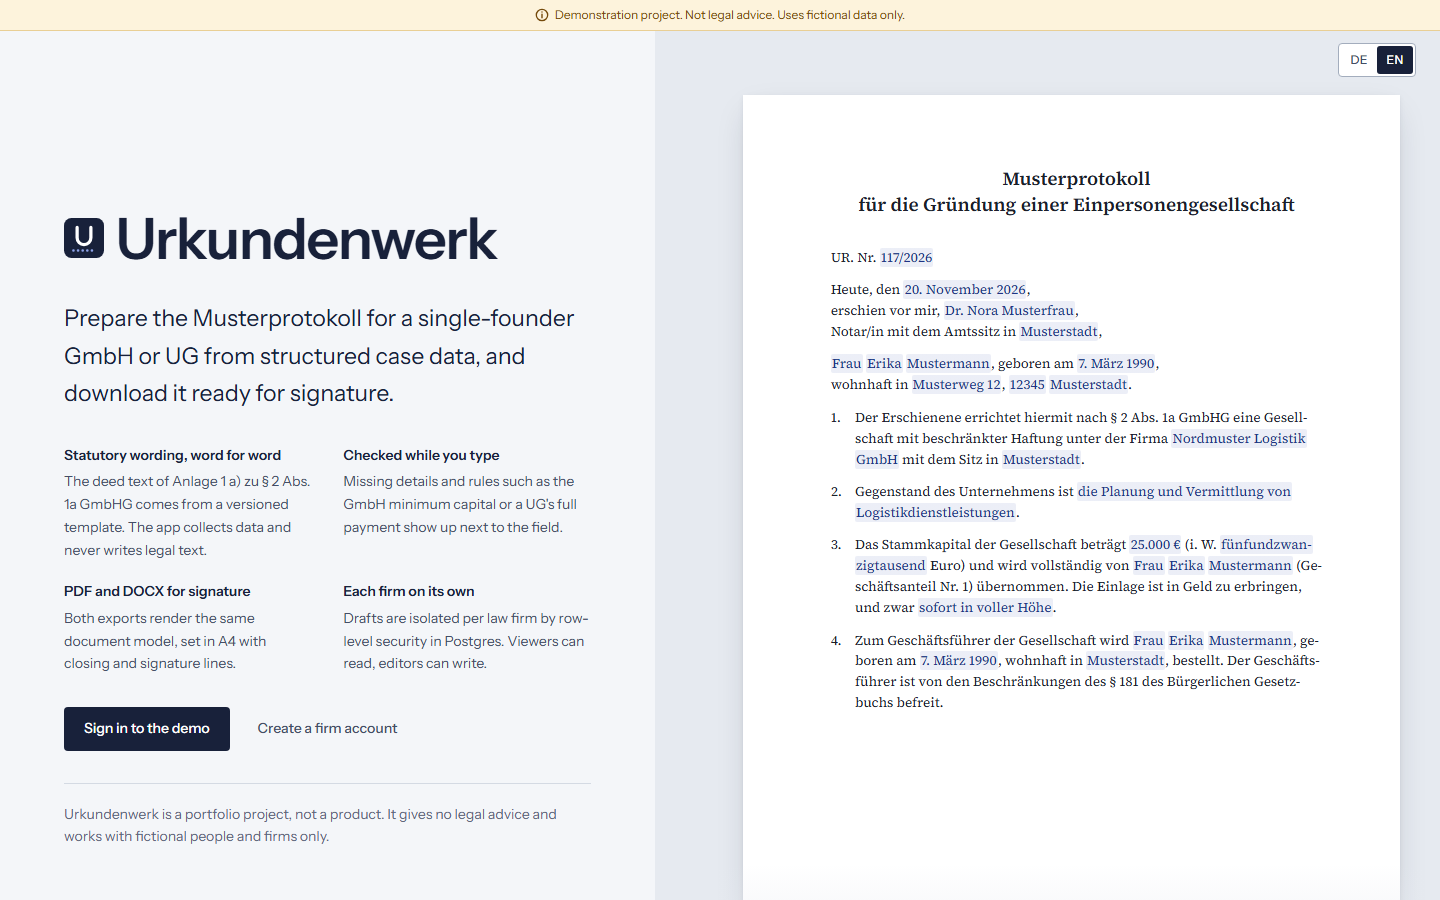 Demonstration project. Not legal advice. Uses fictional data only.
DE EN
U Urkundenwerk
Prepare the Musterprotokoll for a single-founder
GmbH or UG from structured case data, and
download it ready for signature.
Statutory wording, word for word
The deed text of Anlage 1 a) zu § 2 Abs.
1a GmbHG comes from a versioned
template. The app collects data and
never writes legal text.
Checked while you type
Missing details and rules such as the
GmbH minimum capital or a UG's full
payment show up next to the field.
PDF and DOCX for signature
Both exports render the same
document model, set in A4 with
closing and signature lines.
Each firm on its own
Drafts are isolated per law firm by row-
level security in Postgres. Viewers can
read, editors can write.
Sign in to the demo
Create a firm account
Urkundenwerk is a portfolio project, not a product. It gives no legal advice and
works with fictional people and firms only.
Musterprotokoll
für die Gründung einer Einpersonengesellschaft
UR. Nr. 117/2026
Heute, den 20. November 2026,
erschien vor mir, Dr. Nora Musterfrau,
Notar/in mit dem Amtssitz in Musterstadt,
Frau Erika Mustermann, geboren am 7. März 1990,
wohnhaft in Musterweg 12, 12345 Musterstadt.
1. Der Erschienene errichtet hiermit nach § 2 Abs. 1a GmbHG eine Gesell-
schaft mit beschränkter Haftung unter der Firma Nordmuster Logistik
GmbH mit dem Sitz in Musterstadt.
2. Gegenstand des Unternehmens ist die Planung und Vermittlung von
Logistikdienstleistungen.
3. Das Stammkapital der Gesellschaft beträgt 25.000 € (i. W. fünfundzwan-
zigtausend Euro) und wird vollständig von Frau Erika Mustermann (Ge-
schäftsanteil Nr. 1) übernommen. Die Einlage ist in Geld zu erbringen,
und zwar sofort in voller Höhe.
4. Zum Geschäftsführer der Gesellschaft wird Frau Erika Mustermann, ge-
boren am 7. März 1990, wohnhaft in Musterstadt, bestellt. Der Geschäfts-
führer ist von den Beschränkungen des § 181 des Bürgerlichen Gesetz-
buchs befreit.